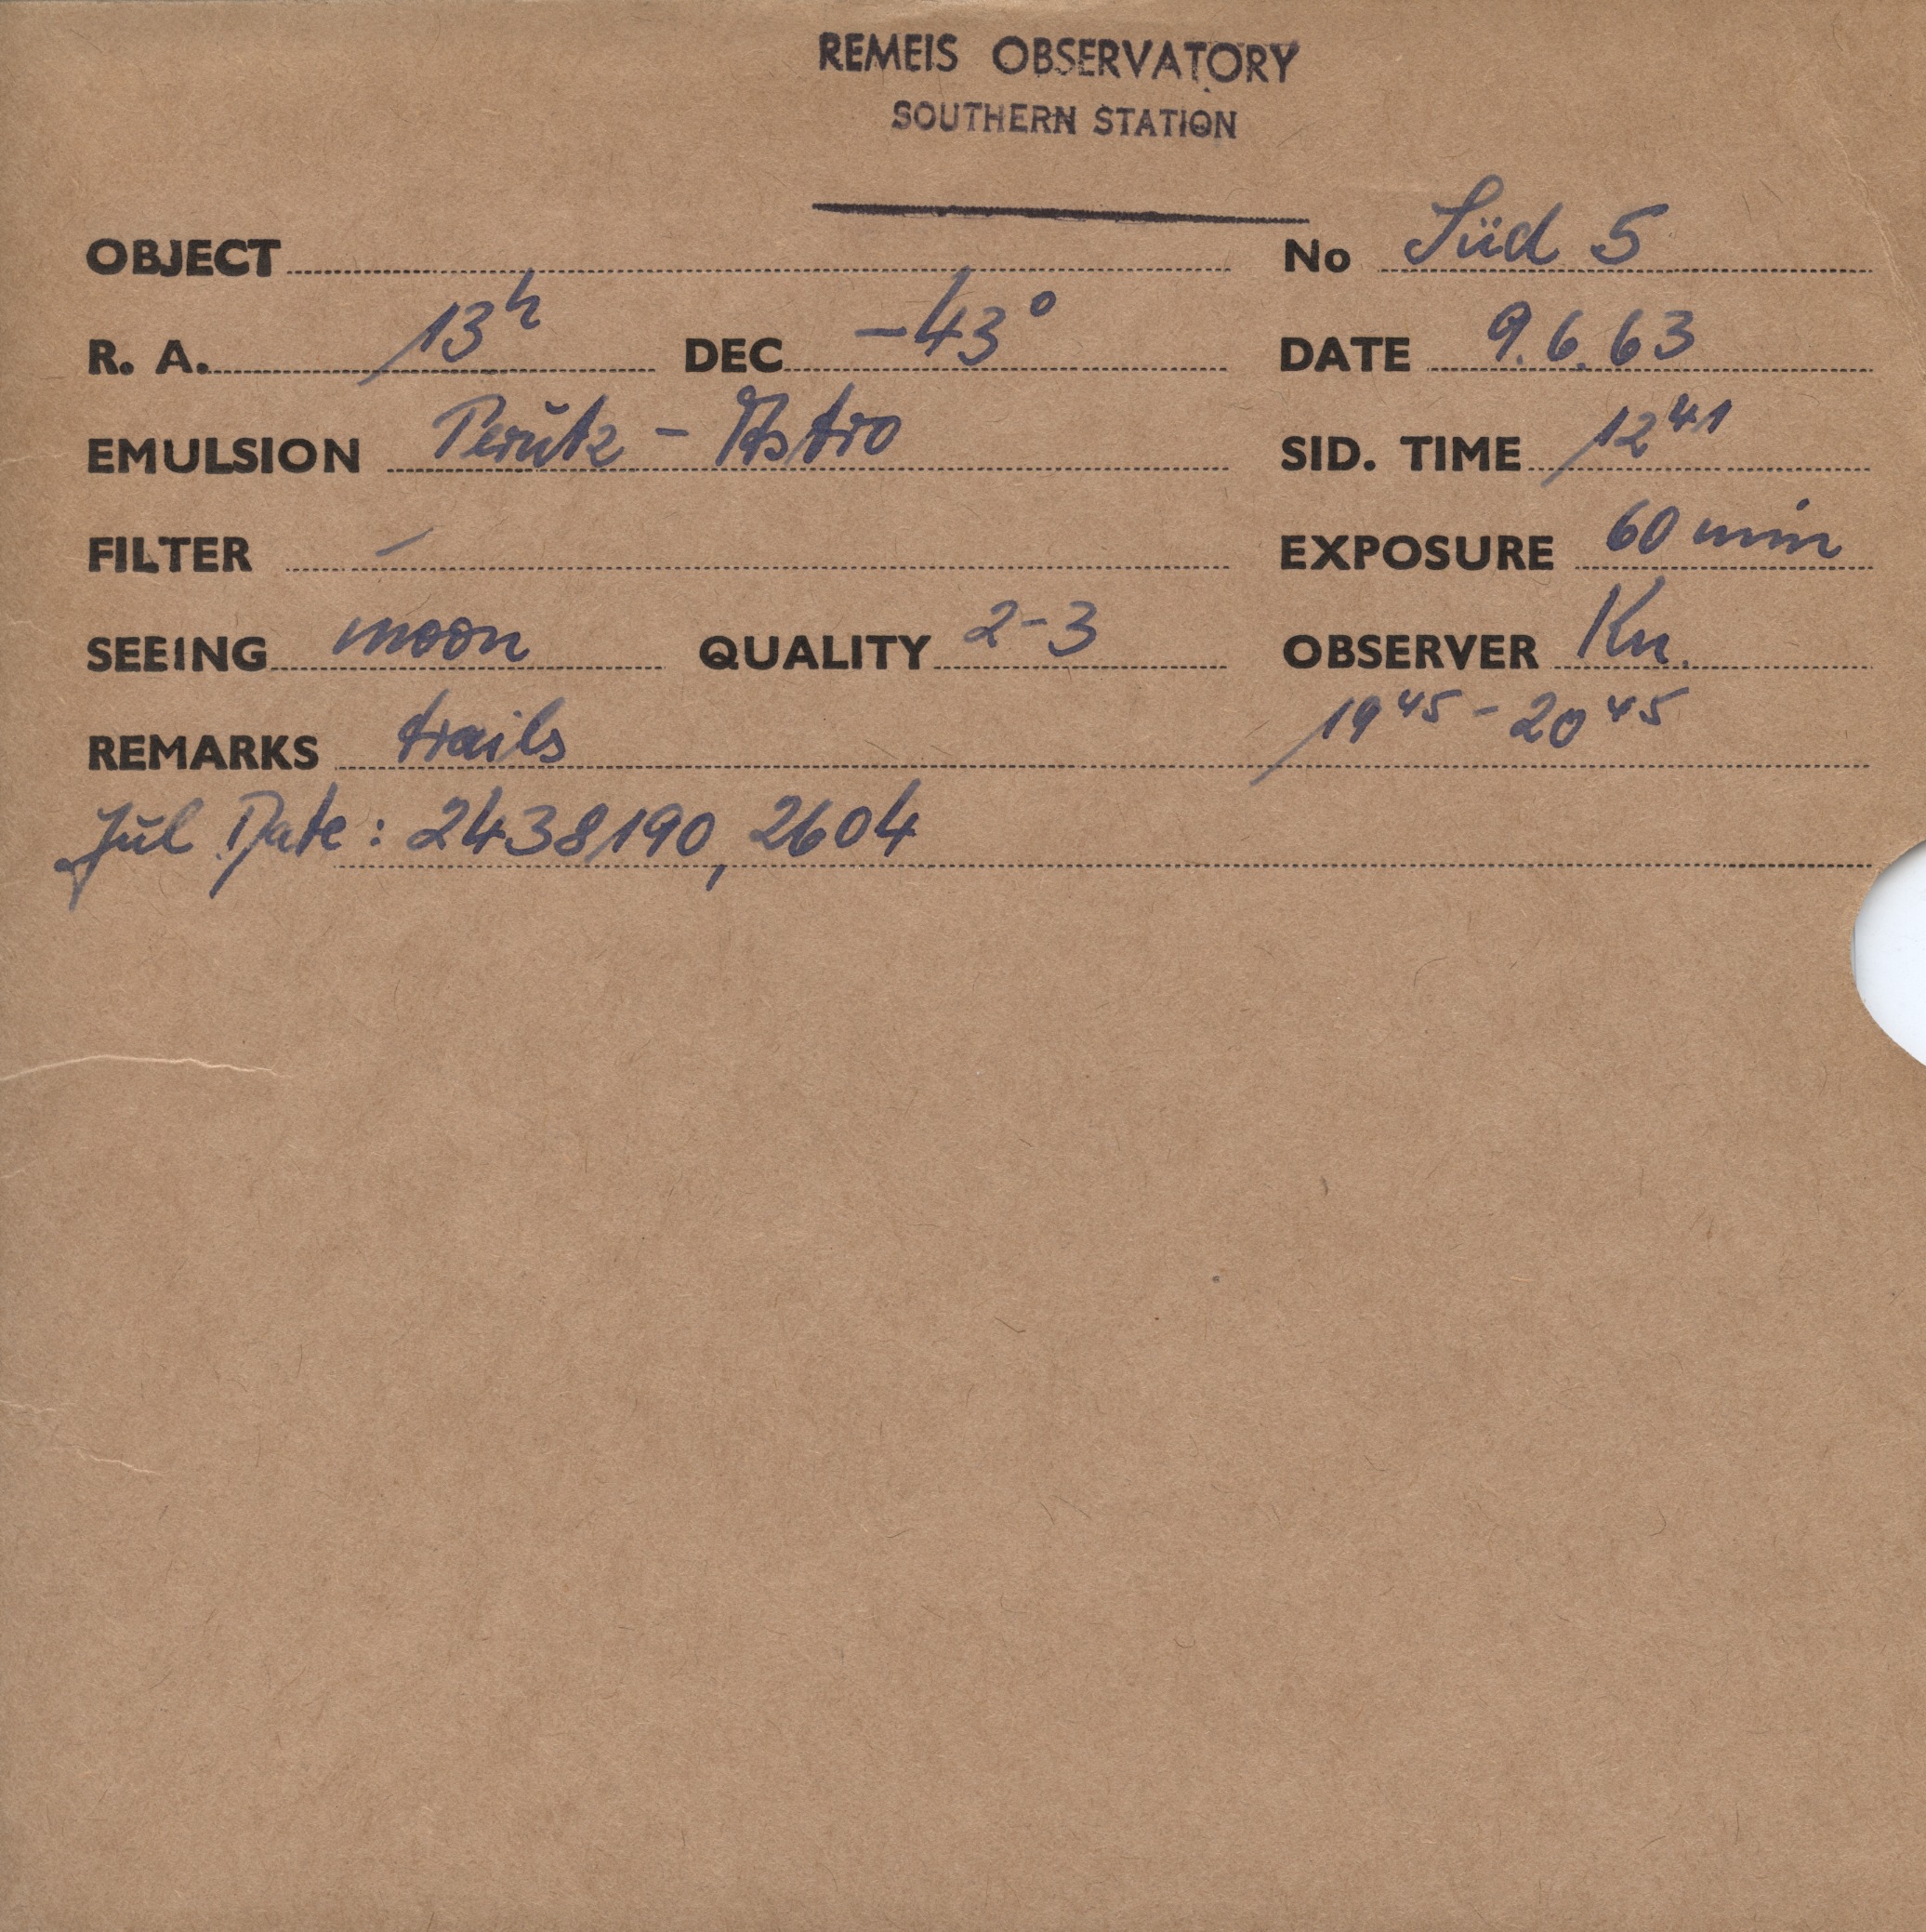 REMEIS OBSERVATORY
SOUTHERN STATION
OBJECT No Süd 5
R. A. 13h DEC -43° DATE 9.6.63
EMULSION Perutz - Astro SID. TIME 12 41
FILTER - EXPOSURE 60 min
SEEING moon QUALITY 2-3 OBSERVER Kn.
REMARKS trails 19 45 - 20 45
Jul Date: 2438190,2604